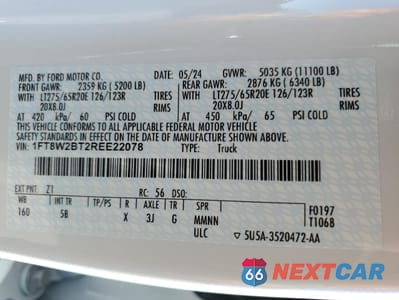 MFD. BY FORD MOTOR CO. 05/24 GVWR: 5035 KG (11100 LB)
FRONT GAWR: 2359 KG (5200 LB) REAR GAWR: 2876 KG (6340 LB)
LT275/65R20E 126/123R TIRES LT275/65R20E 126/123R TIRES
20X8.0J RIMS 20X8.0J RIMS
AT 420 kPa/ 60 PSI COLD AT 450 kPa/ 65 PSI COLD
THIS VEHICLE CONFORMS TO ALL APPLICABLE FEDERAL MOTOR VEHICLE
SAFETY STANDARDS IN EFFECT ON THE DATE OF MANUFACTURE SHOWN ABOVE.
VIN: 1FT8W2BT2REE22078 TYPE: Truck
EXT PNT: Z1 RC: 56 DSO:
WB INT TR TP/PS R AXLE TR SPR
160 5B X 3J G MMNN
ULC
F0197
T1068
5U5A-3520472-AA
66 NEXTCAR